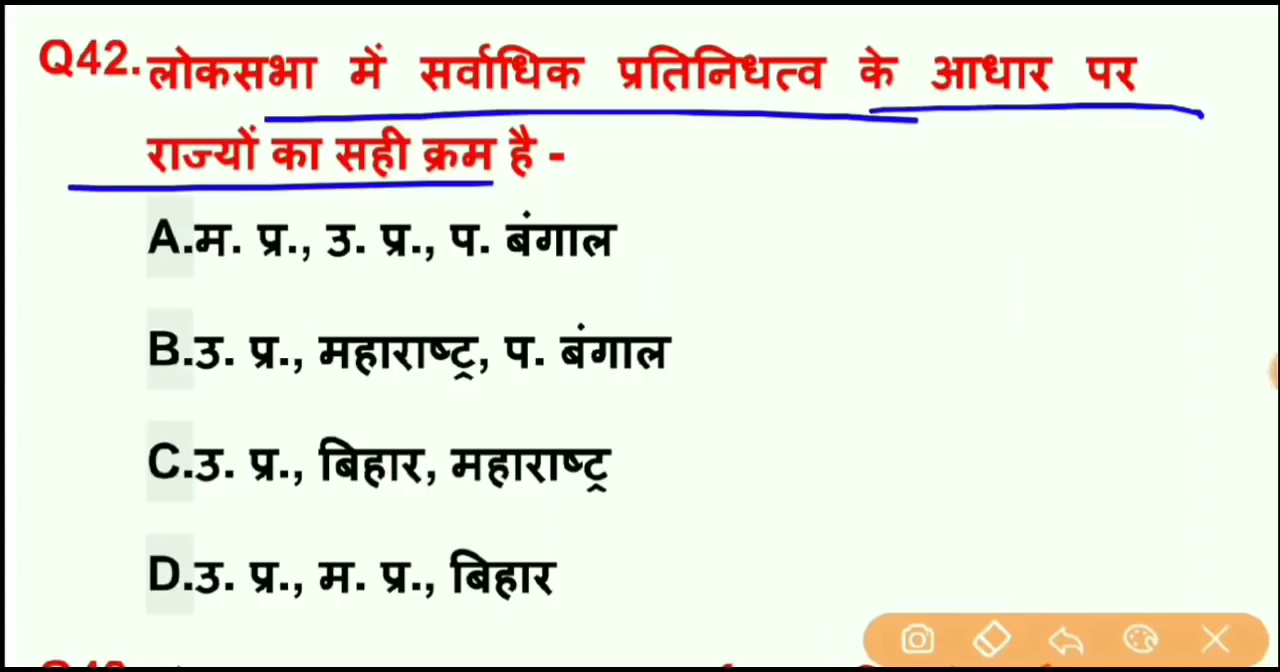 Q42. लोकसभा में सर्वाधिक प्रतिनिधत्व के आधार पर
राज्यों का सही क्रम है -
A.म. प्र., उ. प्र., प. बंगाल
B.उ. प्र., महाराष्ट्र, प. बंगाल
C.उ. प्र., बिहार, महाराष्ट्र
D.उ. प्र., म. प्र., बिहार